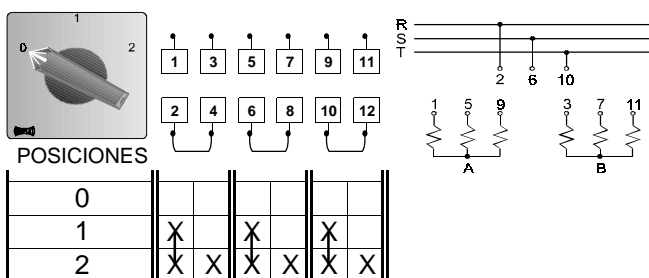 1
0 2
1 3 5 7 9 11
2 4 6 8 10 12
POSICIONES
0
1 X X X
2 X X X X X X
R
S
T
2 6 10
1 5 9 3 7 11
A B